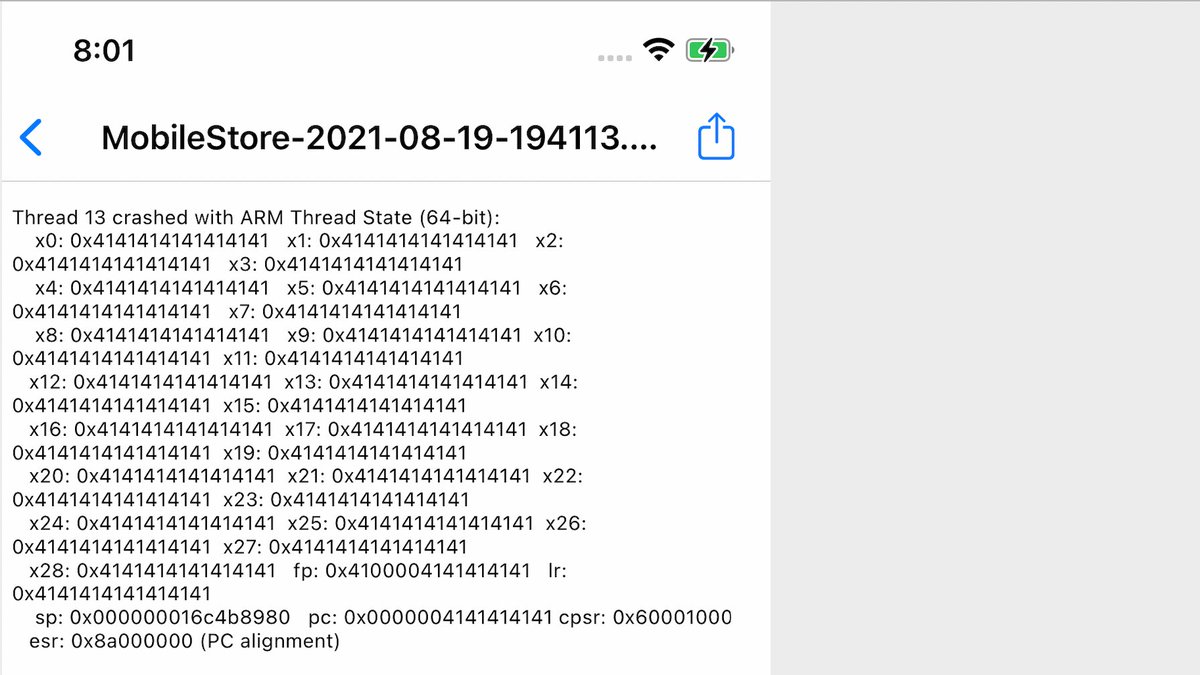 8:01
MobileStore-2021-08-19-194113....
Thread 13 crashed with ARM Thread State (64-bit):
x0: 0x4141414141414141 x1: 0x4141414141414141 x2:
0x4141414141414141 x3: 0x4141414141414141
x4: 0x4141414141414141 x5: 0x4141414141414141 x6:
0x4141414141414141 x7: 0x4141414141414141
x8: 0x4141414141414141 x9: 0x4141414141414141 x10:
0x4141414141414141 x11: 0x4141414141414141
x12: 0x4141414141414141 x13: 0x4141414141414141 x14:
0x4141414141414141 x15: 0x4141414141414141
x16: 0x4141414141414141 x17: 0x4141414141414141 x18:
0x4141414141414141 x19: 0x4141414141414141
x20: 0x4141414141414141 x21: 0x4141414141414141 x22:
0x4141414141414141 x23: 0x4141414141414141
x24: 0x4141414141414141 x25: 0x4141414141414141 x26:
0x4141414141414141 x27: 0x4141414141414141
x28: 0x4141414141414141 fp: 0x4100004141414141 lr:
0x4141414141414141
sp: 0x000000016c4b8980 pc: 0x0000004141414141 cpsr: 0x60001000
esr: 0x8a000000 (PC alignment)